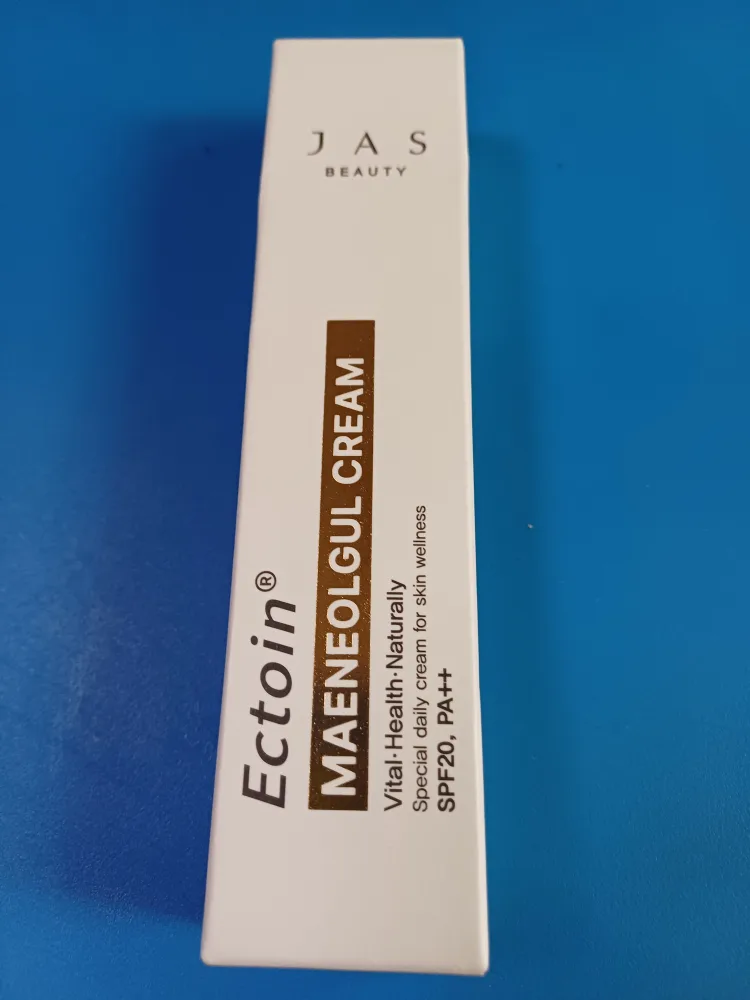 JAS
BEAUTY
Ectoin®
MAENEOLGUL CREAM
Vital·Health·Naturally
Special daily cream for skin wellness
SPF20, PA++